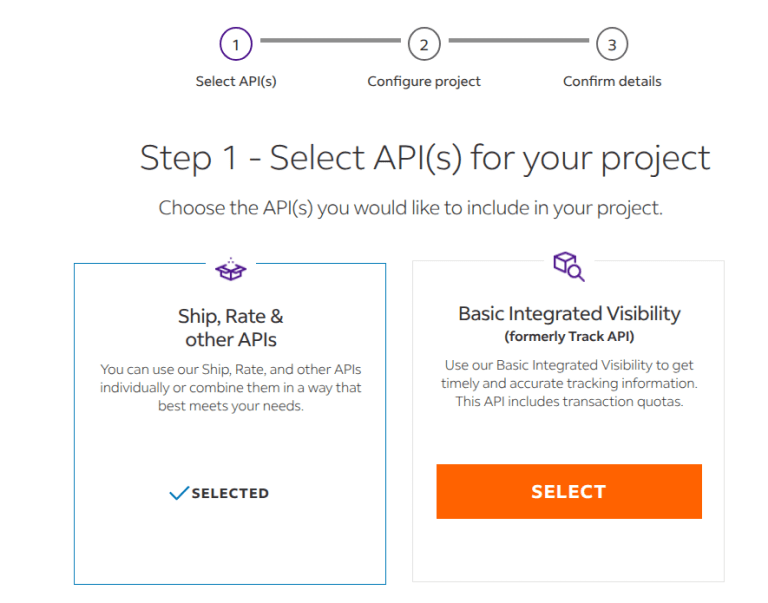 1
2
3
Select API(s)
Configure project
Confirm details
Step 1 - Select API(s) for your project
Choose the API(s) you would like to include in your project.
Ship, Rate &
other APIs
You can use our Ship, Rate, and other APIs
individually or combine them in a way that
best meets your needs.
SELECTED
Basic Integrated Visibility
(formerly Track API)
Use our Basic Integrated Visibility to get
timely and accurate tracking information.
This API includes transaction quotas.
SELECT